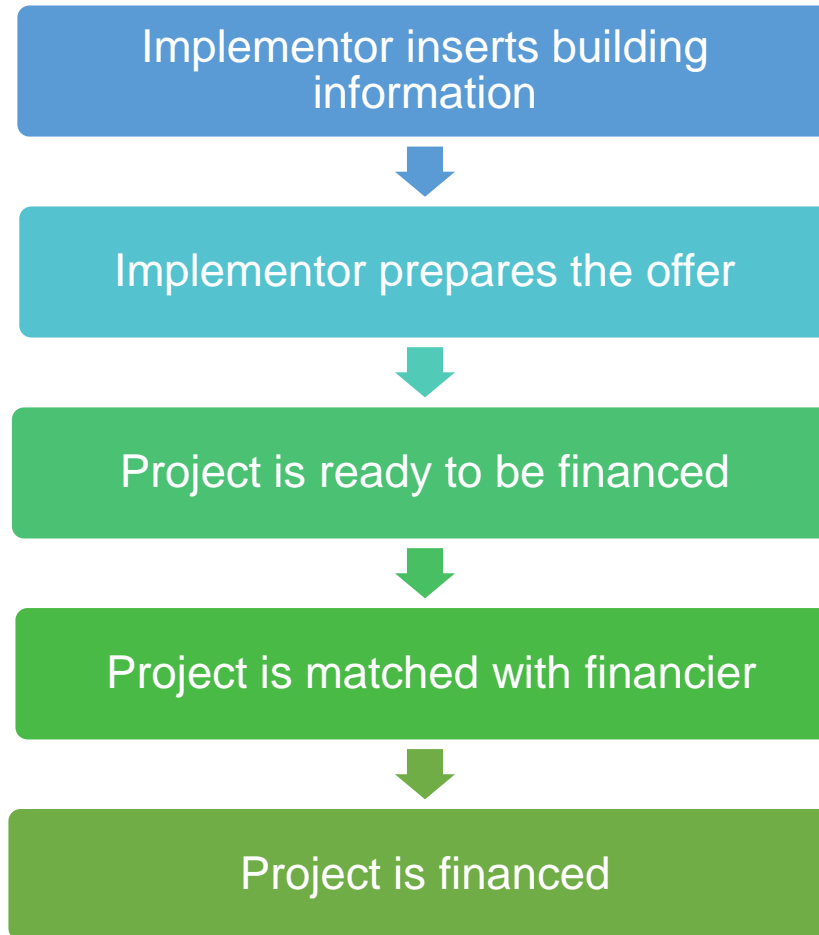 Implementor inserts building
information
Implementor prepares the offer
Project is ready to be financed
Project is matched with financier
Project is financed